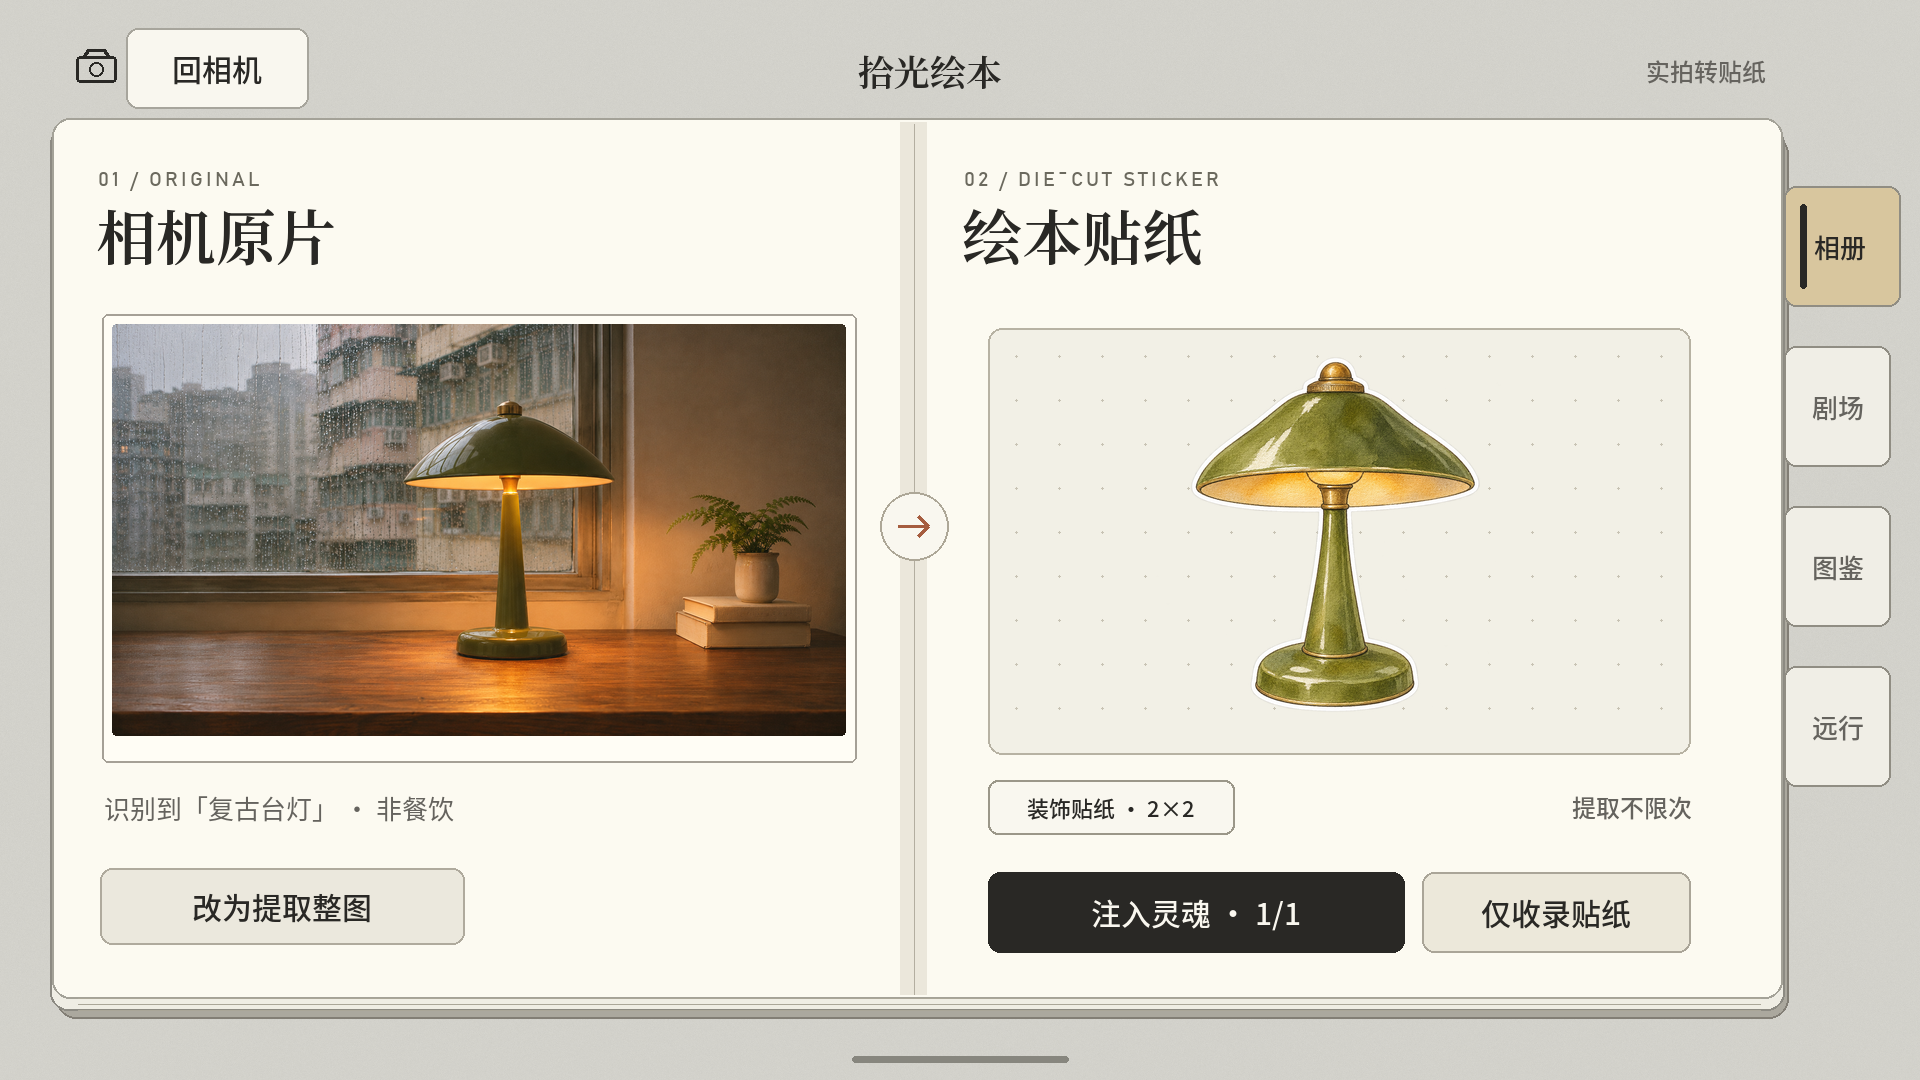 回相机
拾光绘本
实拍转贴纸
01 / ORIGINAL
相机原片
识别到「复古台灯」 · 非餐饮
改为提取整图
02 / DIE-CUT STICKER
绘本贴纸
装饰贴纸 · 2×2
提取不限次
注入灵魂 · 1/1
仅收录贴纸
相册
剧场
图鉴
远行